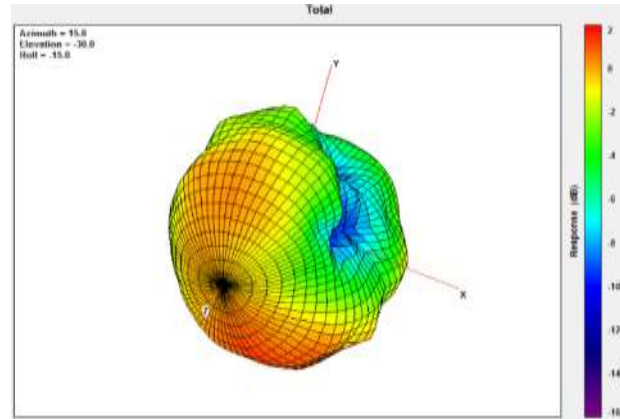 Total
Azimuth = 15.0
Elevation = -30.0
Roll = -15.0
Y
X
Response (dB)
2
0
-2
-4
-6
-8
-10
-12
-14
-16